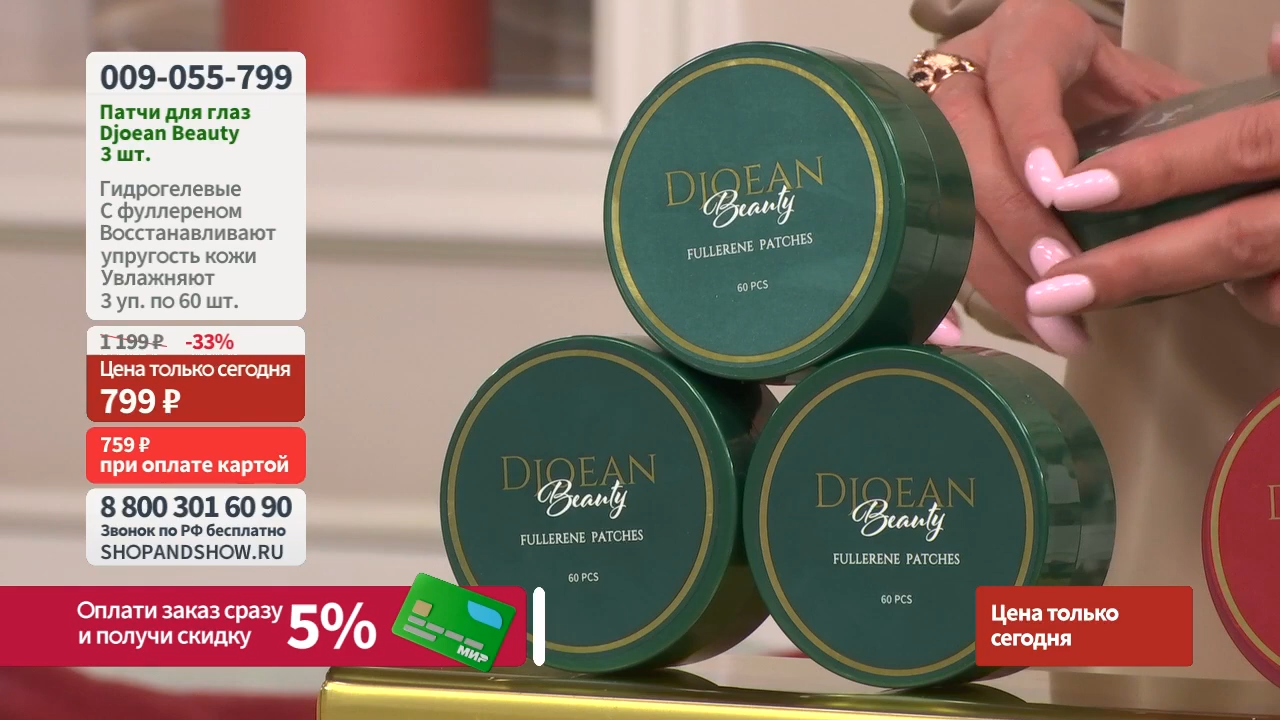 009-055-799
Патчи для глаз
Djoean Beauty
3 шт.
Гидрогелевые
С фуллереном
Восстанавливают
упругость кожи
Увлажняют
3 уп. по 60 шт.
1 199 ₽ -33%
Цена только сегодня
799 ₽
759 ₽
при оплате картой
8 800 301 60 90
Звонок по РФ бесплатно
SHOPANDSHOW.RU
Оплати заказ сразу
и получи скидку
5%
МИР
Цена только
сегодня
DJOEAN
Beauty
FULLERENE PATCHES
60 PCS
DJOEAN
Beauty
FULLERENE PATCHES
60 PCS
DJOEAN
Beauty
FULLERENE PATCHES
60 PCS